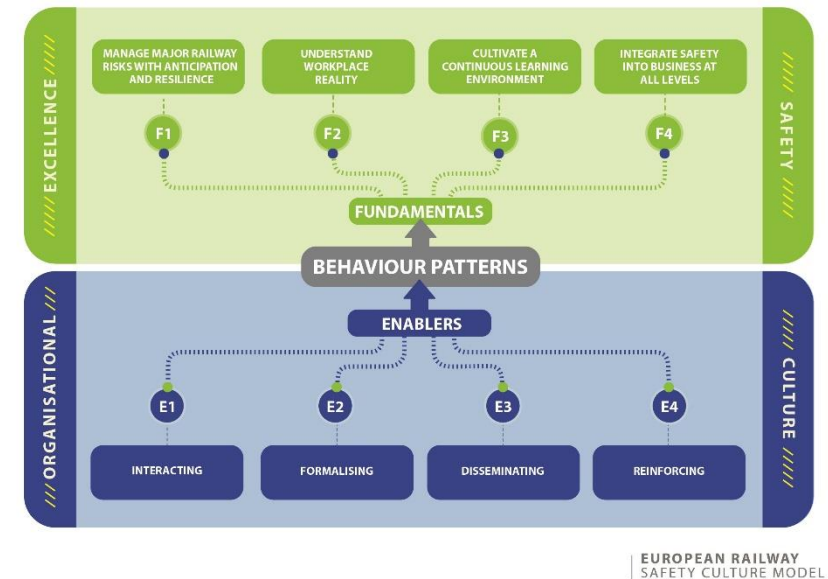 EXCELLENCE /////
MANAGE MAJOR RAILWAY
RISKS WITH ANTICIPATION
AND RESILIENCE
UNDERSTAND
WORKPLACE
REALITY
CULTIVATE A
CONTINUOUS LEARNING
ENVIRONMENT
INTEGRATE SAFETY
INTO BUSINESS AT
ALL LEVELS
SAFETY
F1
F2
F3
F4
FUNDAMENTALS
BEHAVIOUR PATTERNS
ENABLERS
ORGANISATIONAL
CULTURE
E1
E2
E3
E4
INTERACTING
FORMALISING
DISSEMINATING
REINFORCING
EUROPEAN RAILWAY
SAFETY CULTURE MODEL